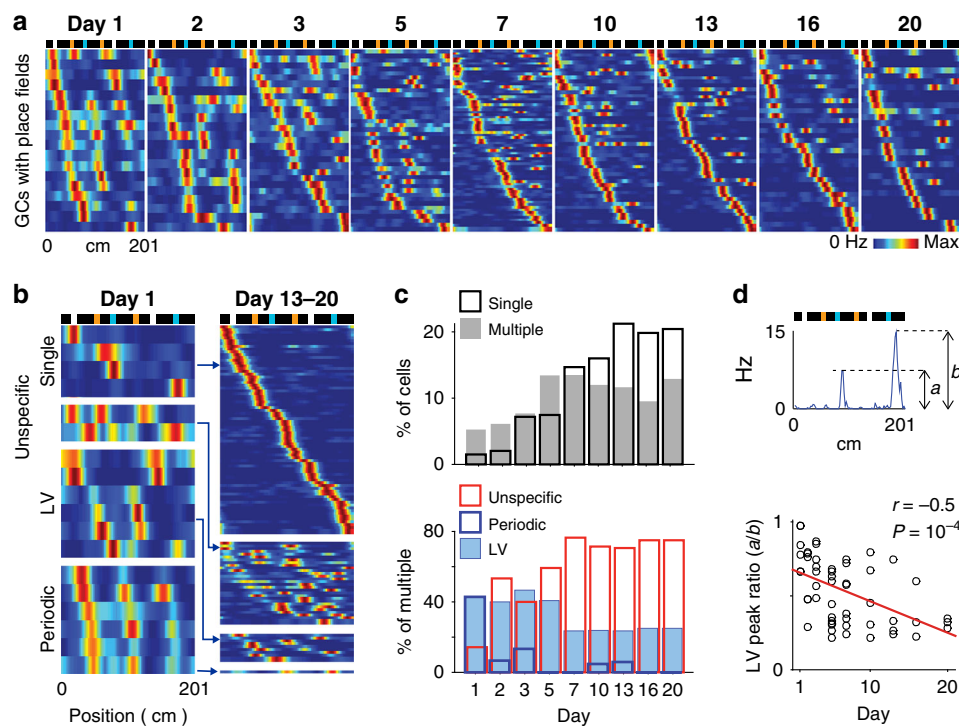 a
Day 1 2 3 5 7 10 13 16 20
GCs with place fields
0 cm 201
0 Hz Max
b
Day 1 Day 13–20
Single
Unspecific
LV
Periodic
0 201
Position ( cm )
c
Single
Multiple
% of cells
20
10
0
Unspecific
Periodic
LV
% of multiple
80
40
0
1 2 3 5 7 10 13 16 20
Day
d
15
Hz
0
a
b
0 201
cm
r = –0.5
P = 10⁻⁴
LV peak ratio (a/b)
1
0.5
0
1 10 20
Day